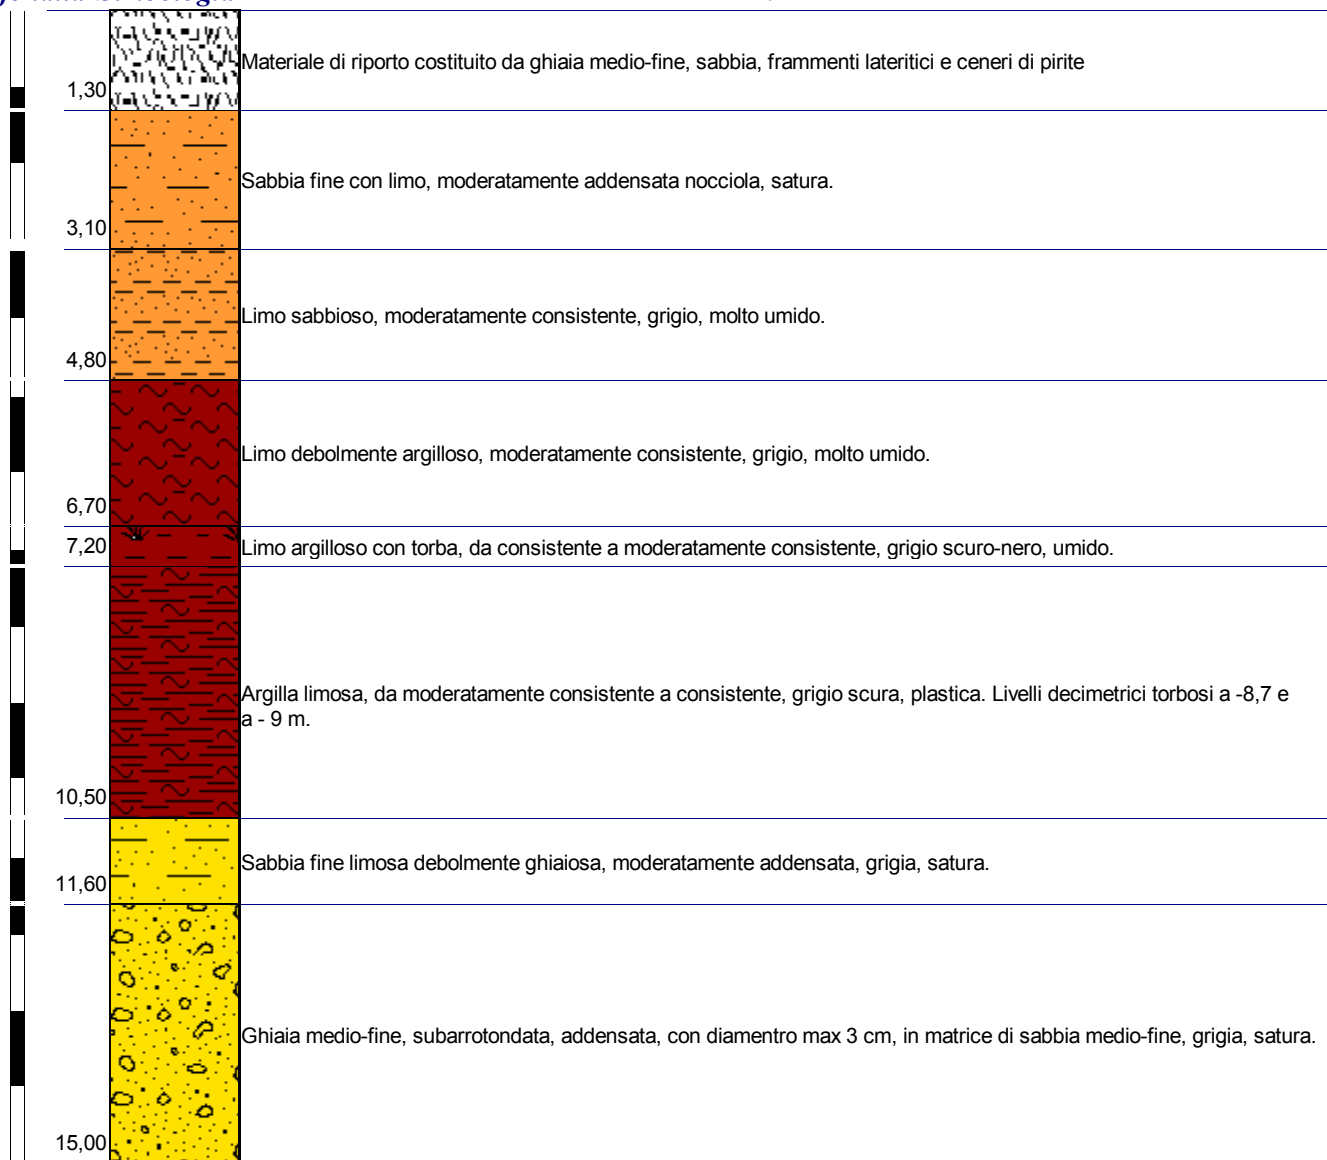 Materiale di riporto costituito da ghiaia medio-fine, sabbia, frammenti lateritici e ceneri di pirite
1,30
Sabbia fine con limo, moderatamente addensata nocciola, satura.
3,10
Limo sabbioso, moderatamente consistente, grigio, molto umido.
4,80
Limo debolmente argilloso, moderatamente consistente, grigio, molto umido.
6,70
7,20
Limo argilloso con torba, da consistente a moderatamente consistente, grigio scuro-nero, umido.
Argilla limosa, da moderatamente consistente a consistente, grigio scura, plastica. Livelli decimetrici torbosi a -8,7 e
a - 9 m.
10,50
Sabbia fine limosa debolmente ghiaiosa, moderatamente addensata, grigia, satura.
11,60
Ghiaia medio-fine, subarrotondata, addensata, con diamentro max 3 cm, in matrice di sabbia medio-fine, grigia, satura.
15,00